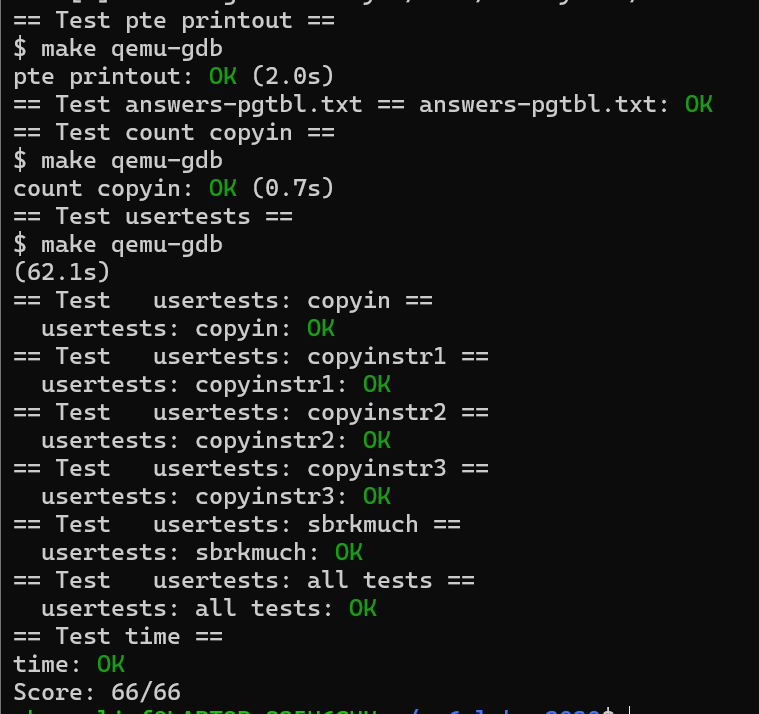 == Test pte printout ==
$ make qemu-gdb
pte printout: OK (2.0s)
== Test answers-pgtbl.txt == answers-pgtbl.txt: OK
== Test count copyin ==
$ make qemu-gdb
count copyin: OK (0.7s)
== Test usertests ==
$ make qemu-gdb
(62.1s)
== Test   usertests: copyin ==
  usertests: copyin: OK
== Test   usertests: copyinstr1 ==
  usertests: copyinstr1: OK
== Test   usertests: copyinstr2 ==
  usertests: copyinstr2: OK
== Test   usertests: copyinstr3 ==
  usertests: copyinstr3: OK
== Test   usertests: sbrkmuch ==
  usertests: sbrkmuch: OK
== Test   usertests: all tests ==
  usertests: all tests: OK
== Test time ==
time: OK
Score: 66/66